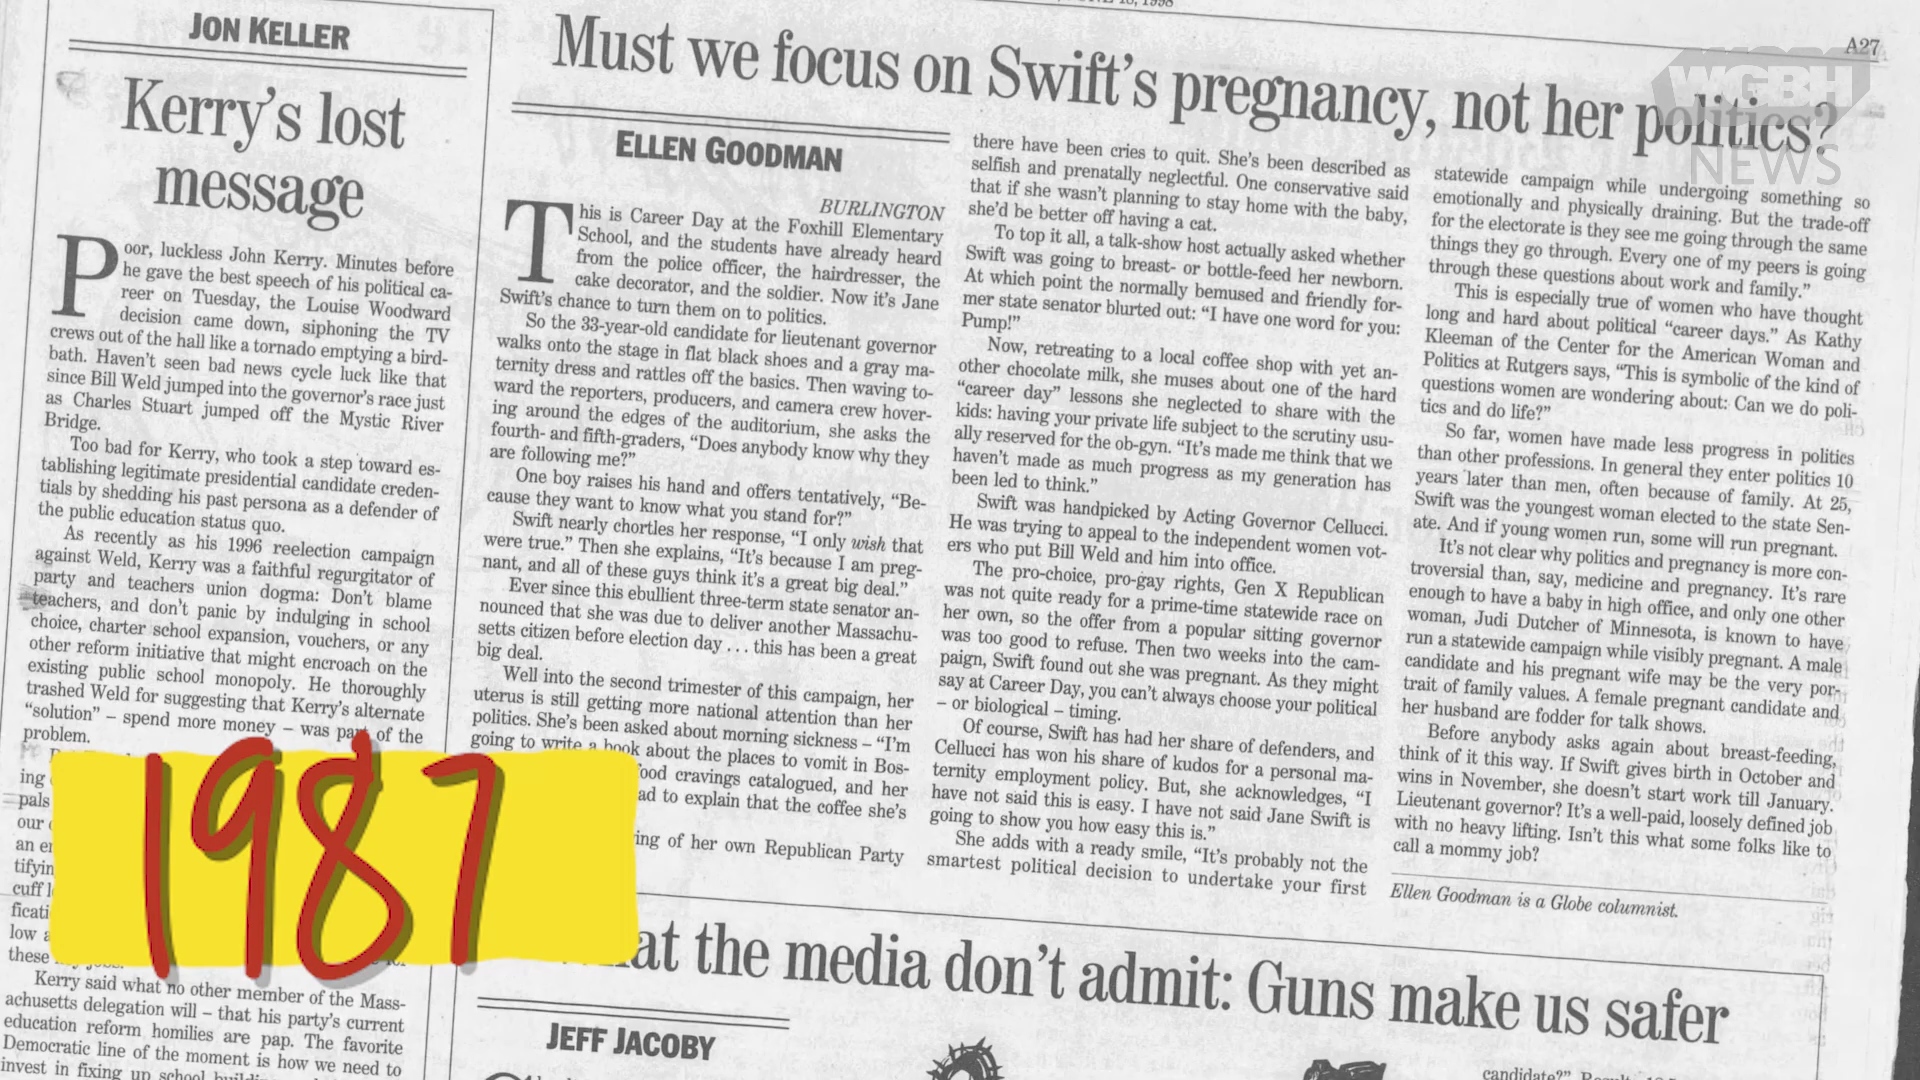 18, 1998
A27
WGBH
NEWS
JON KELLER
Kerry's lost
message
Poor, luckless John Kerry. Minutes before
he gave the best speech of his political ca-
reer on Tuesday, the Louise Woodward
decision came down, siphoning the TV
crews out of the hall like a tornado emptying a bird-
bath. Haven't seen bad news cycle luck like that
since Bill Weld jumped into the governor's race just
as Charles Stuart jumped off the Mystic River
Bridge.
Too bad for Kerry, who took a step toward es-
tablishing legitimate presidential candidate creden-
tials by shedding his past persona as a defender of
the public education status quo.
As recently as his 1996 reelection campaign
against Weld, Kerry was a faithful regurgitator of
party and teachers union dogma: Don't blame
teachers, and don't panic by indulging in school
choice, charter school expansion, vouchers, or any
other reform initiative that might encroach on the
existing public school monopoly. He thoroughly
trashed Weld for suggesting that Kerry's alternate
"solution" – spend more money – was part of the
problem.
ing
pals
our
an
tifyin
cuff
ficati
low
these
Kerry said what no other member of the Mass-
achusetts delegation will – that his party's current
education reform homilies are pap. The favorite
Democratic line of the moment is how we need to
invest in fixing up school
1987
Must we focus on Swift's pregnancy, not her politics?
ELLEN GOODMAN
BURLINGTON
This is Career Day at the Foxhill Elementary
School, and the students have already heard
from the police officer, the hairdresser, the
cake decorator, and the soldier. Now it's Jane
Swift's chance to turn them on to politics.
So the 33-year-old candidate for lieutenant governor
walks onto the stage in flat black shoes and a gray ma-
ternity dress and rattles off the basics. Then waving to-
ward the reporters, producers, and camera crew hover-
ing around the edges of the auditorium, she asks the
fourth- and fifth-graders, "Does anybody know why they
are following me?"
One boy raises his hand and offers tentatively, "Be-
cause they want to know what you stand for?"
Swift nearly chortles her response, "I only wish that
were true." Then she explains, "It's because I am preg-
nant, and all of these guys think it's a great big deal."
Ever since this ebullient three-term state senator an-
nounced that she was due to deliver another Massachu-
setts citizen before election day . . . this has been a great
big deal.
Well into the second trimester of this campaign, her
uterus is still getting more national attention than her
politics. She's been asked about morning sickness – "I'm
going to write a book about the places to vomit in Bos-
food cravings catalogued, and her
ad to explain that the coffee she's
ing of her own Republican Party
there have been cries to quit. She's been described as
selfish and prenatally neglectful. One conservative said
that if she wasn't planning to stay home with the baby,
she'd be better off having a cat.
To top it all, a talk-show host actually asked whether
Swift was going to breast- or bottle-feed her newborn.
At which point the normally bemused and friendly for-
mer state senator blurted out: "I have one word for you:
Pump!"
Now, retreating to a local coffee shop with yet an-
other chocolate milk, she muses about one of the hard
"career day" lessons she neglected to share with the
kids: having your private life subject to the scrutiny usu-
ally reserved for the ob-gyn. "It's made me think that we
haven't made as much progress as my generation has
been led to think."
Swift was handpicked by Acting Governor Cellucci.
He was trying to appeal to the independent women vot-
ers who put Bill Weld and him into office.
The pro-choice, pro-gay rights, Gen X Republican
was not quite ready for a prime-time statewide race on
her own, so the offer from a popular sitting governor
was too good to refuse. Then two weeks into the cam-
paign, Swift found out she was pregnant. As they might
say at Career Day, you can't always choose your political
– or biological – timing.
Of course, Swift has had her share of defenders, and
Cellucci has won his share of kudos for a personal ma-
ternity employment policy. But, she acknowledges, "I
have not said this is easy. I have not said Jane Swift is
going to show you how easy this is."
She adds with a ready smile, "It's probably not the
smartest political decision to undertake your first
statewide campaign while undergoing something so
emotionally and physically draining. But the trade-off
for the electorate is they see me going through the same
things they go through. Every one of my peers is going
through these questions about work and family."
This is especially true of women who have thought
long and hard about political "career days." As Kathy
Kleeman of the Center for the American Woman and
Politics at Rutgers says, "This is symbolic of the kind of
questions women are wondering about: Can we do poli-
tics and do life?"
So far, women have made less progress in politics
than other professions. In general they enter politics 10
years later than men, often because of family. At 25,
Swift was the youngest woman elected to the state Sen-
ate. And if young women run, some will run pregnant.
It's not clear why politics and pregnancy is more con-
troversial than, say, medicine and pregnancy. It's rare
enough to have a baby in high office, and only one other
woman, Judi Dutcher of Minnesota, is known to have
run a statewide campaign while visibly pregnant. A male
candidate and his pregnant wife may be the very por-
trait of family values. A female pregnant candidate and
her husband are fodder for talk shows.
Before anybody asks again about breast-feeding,
think of it this way. If Swift gives birth in October and
wins in November, she doesn't start work till January.
Lieutenant governor? It's a well-paid, loosely defined job
with no heavy lifting. Isn't this what some folks like to
call a mommy job?
Ellen Goodman is a Globe columnist.
at the media don't admit: Guns make us safer
JEFF JACOBY
candidate?"